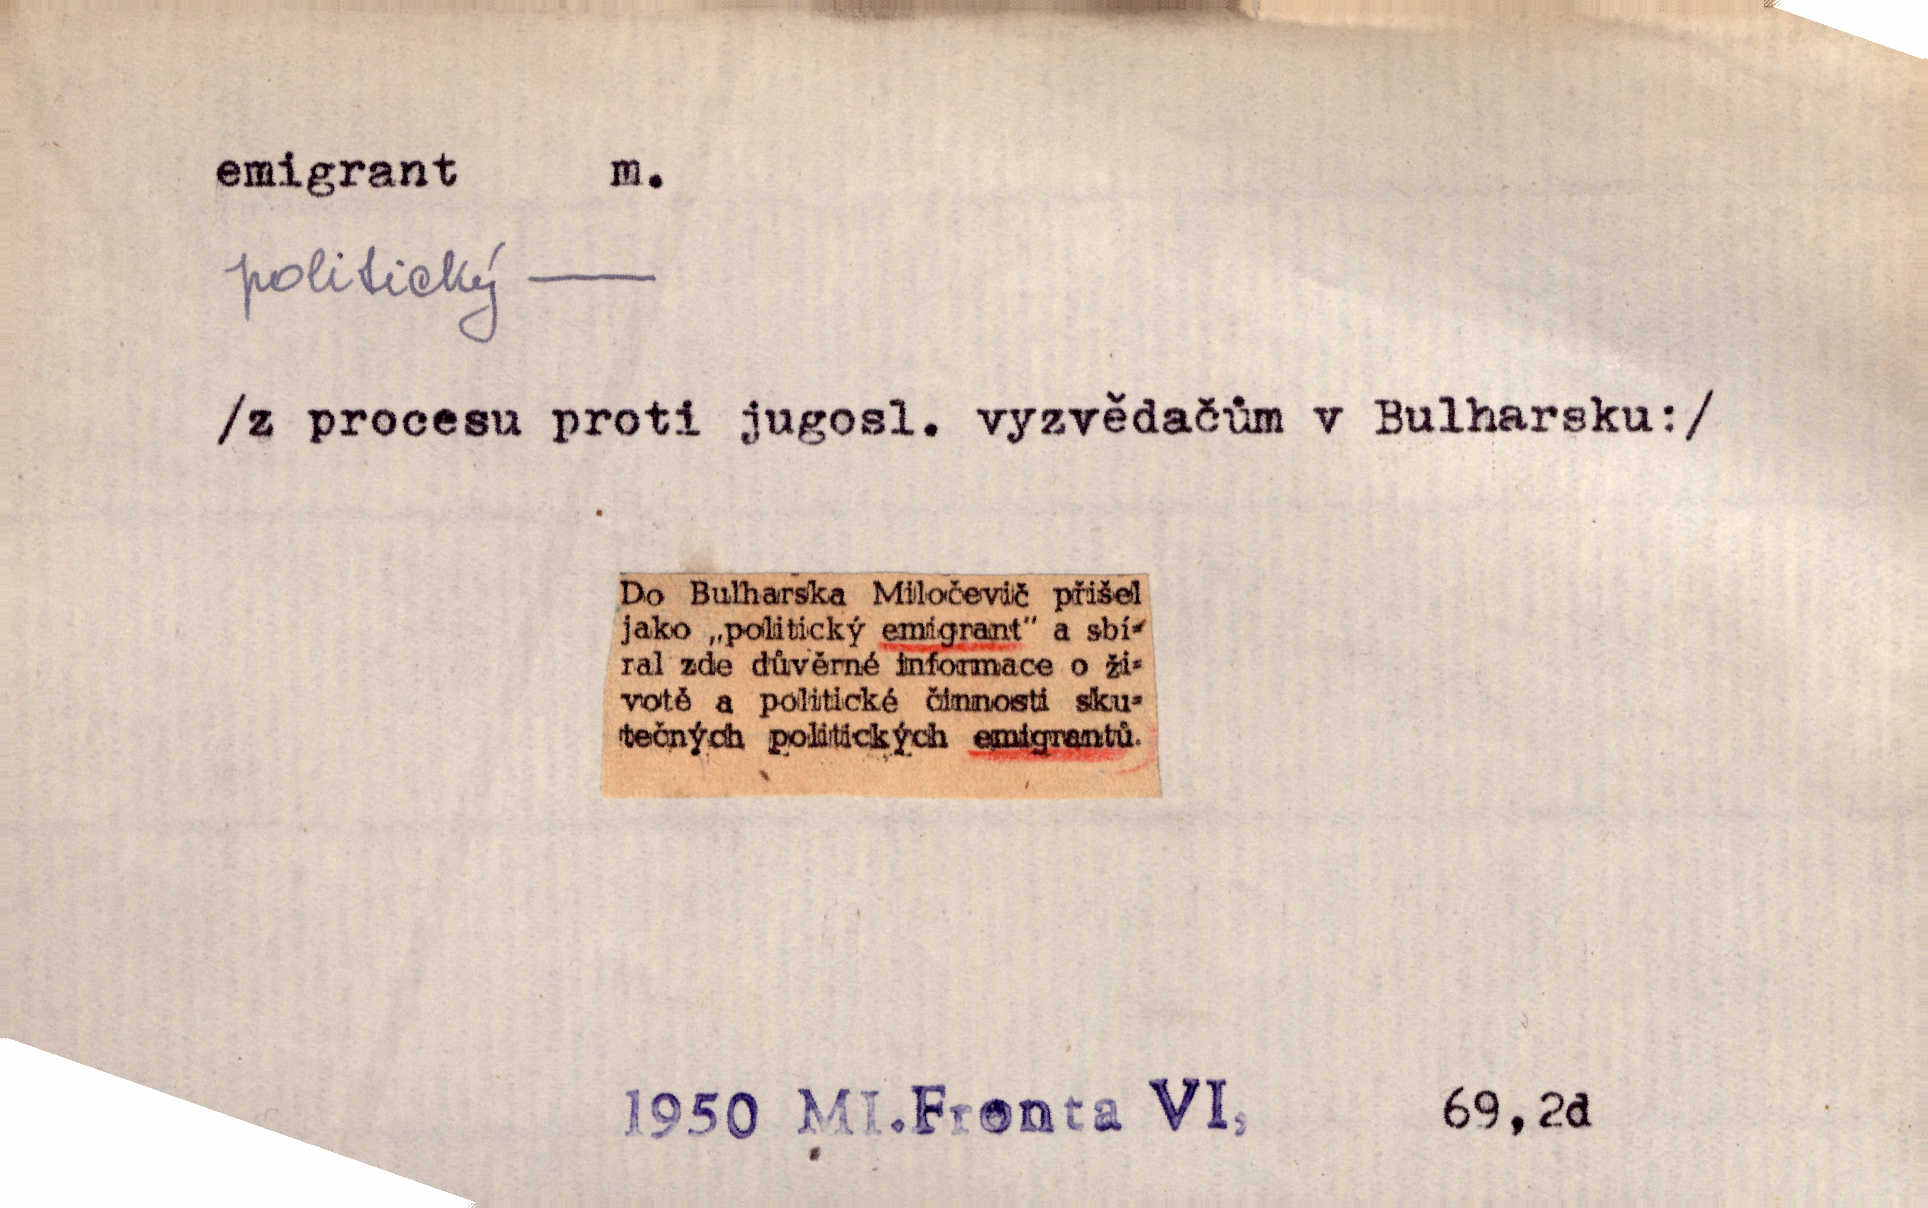 emigrant m.
politický —
/z procesu proti jugosl. vyzvědačům v Bulharsku:/
Do Bulharska Miločevič přišel
jako „politický emigrant" a sbí-
ral zde důvěrné informace o ži-
votě a politické činnosti sku-
tečných politických emigrantů.
1950 Ml.Fronta VI, 69,2d